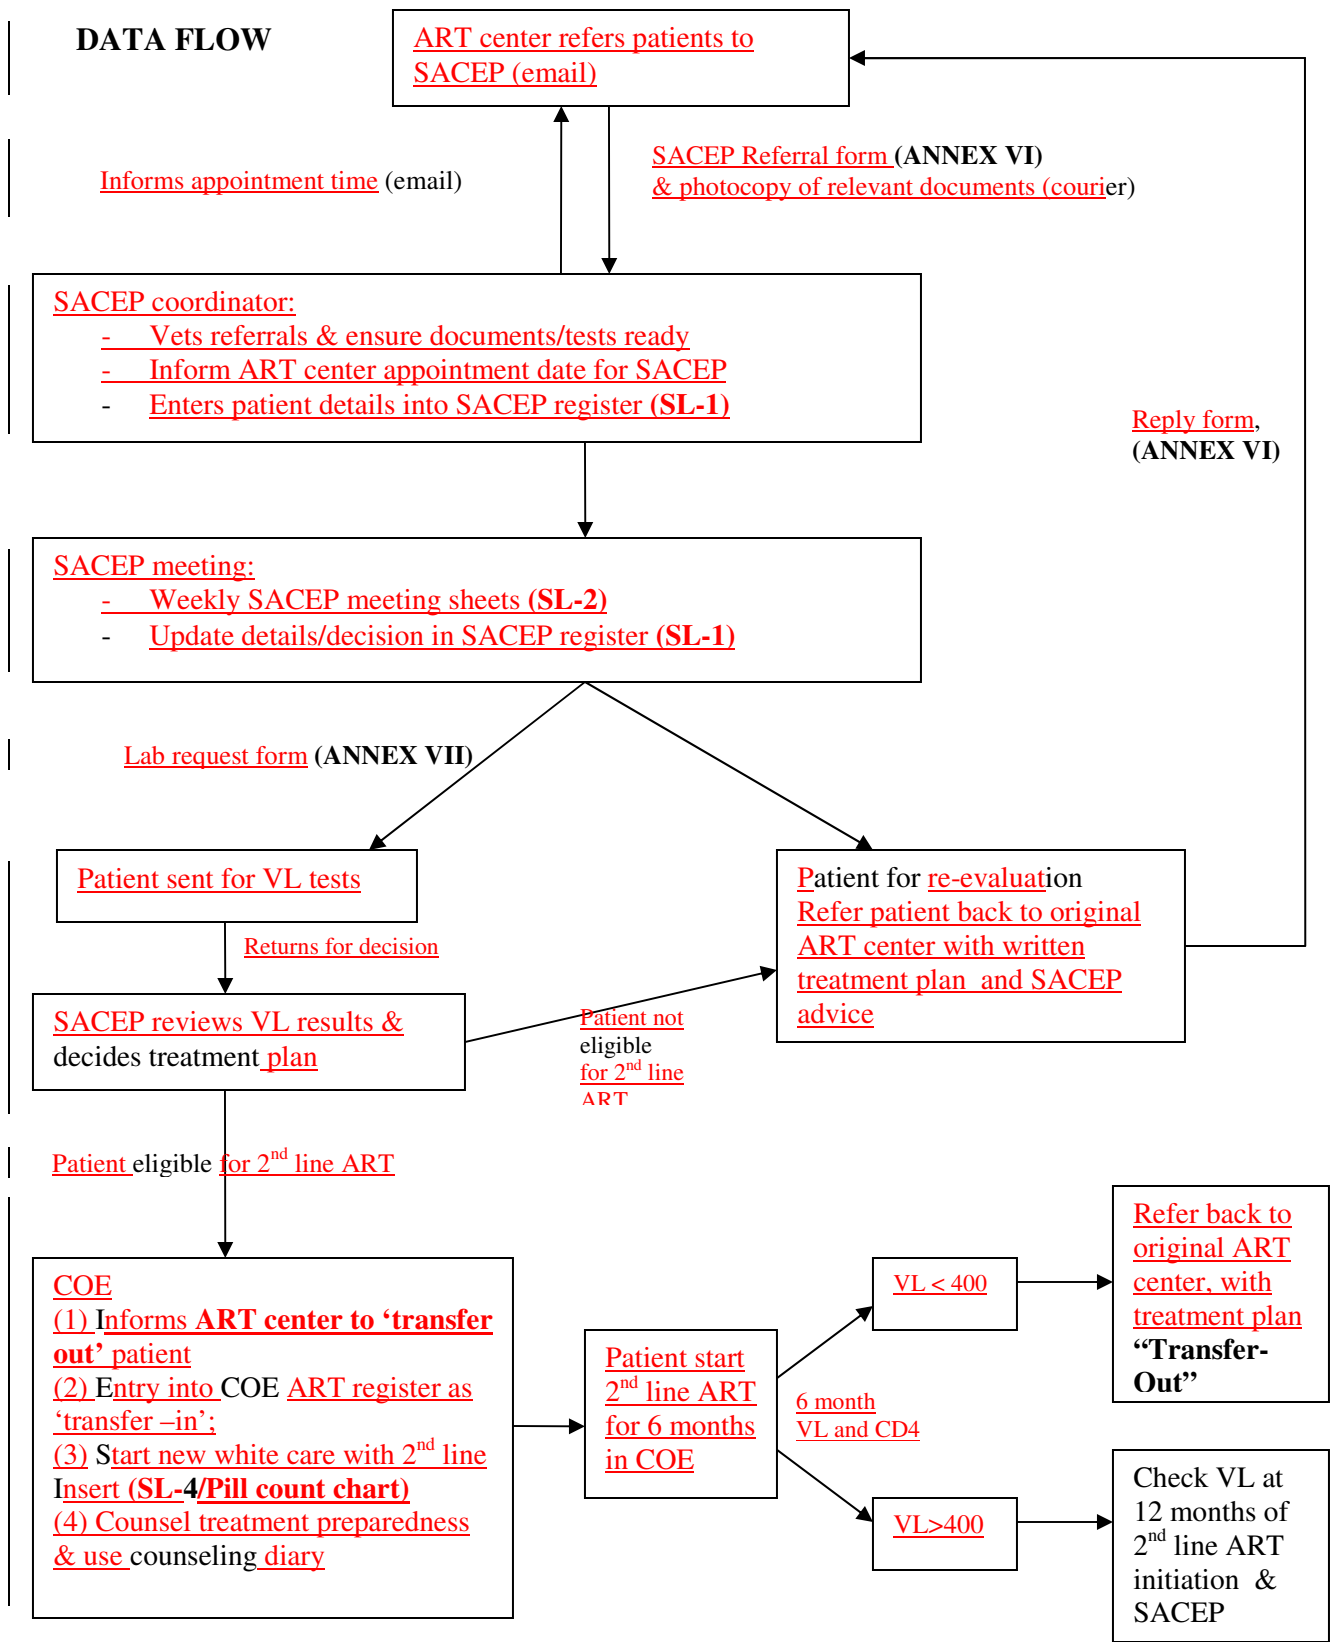 DATA FLOW
ART center refers patients to
SACEP (email)
Informs appointment time (email)
SACEP Referral form (ANNEX VI)
& photocopy of relevant documents (courier)
SACEP coordinator:
- Vets referrals & ensure documents/tests ready
- Inform ART center appointment date for SACEP
- Enters patient details into SACEP register (SL-1)
Reply form,
(ANNEX VI)
SACEP meeting:
- Weekly SACEP meeting sheets (SL-2)
- Update details/decision in SACEP register (SL-1)
Lab request form (ANNEX VII)
Patient sent for VL tests
Returns for decision
Patient for re-evaluation
Refer patient back to original
ART center with written
treatment plan and SACEP
advice
SACEP reviews VL results &
decides treatment plan
Patient not
eligible
for 2nd line
ART
Patient eligible for 2nd line ART
COE
(1) Informs ART center to ‘transfer
out’ patient
(2) Entry into COE ART register as
‘transfer –in’;
(3) Start new white care with 2nd line
Insert (SL-4/Pill count chart)
(4) Counsel treatment preparedness
& use counseling diary
Patient start
2nd line ART
for 6 months
in COE
VL < 400
6 month
VL and CD4
VL>400
Refer back to
original ART
center, with
treatment plan
“Transfer-
Out”
Check VL at
12 months of
2nd line ART
initiation &
SACEP